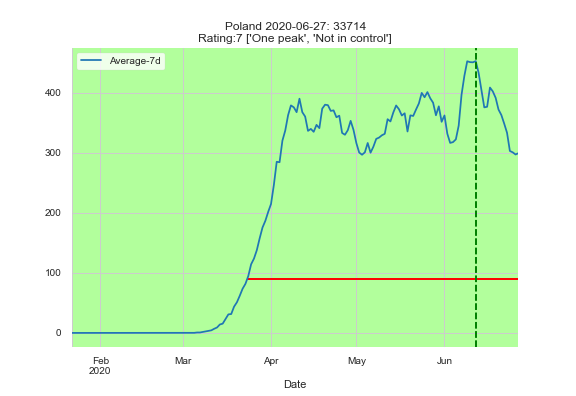 Poland 2020-06-27: 33714
Rating:7 ['One peak', 'Not in control']
Average-7d
400
300
200
100
0
Feb
2020
Mar
Apr
May
Jun
Date